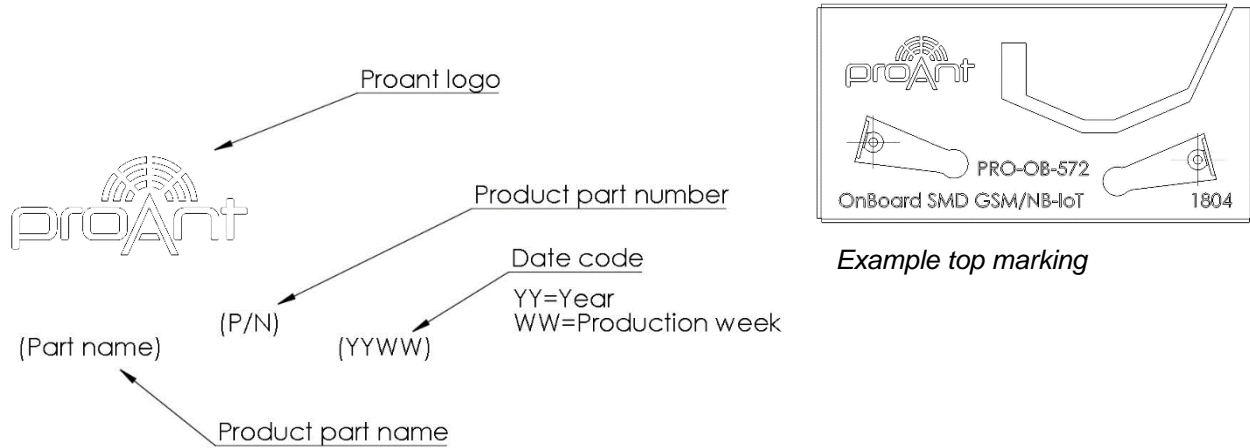 Proant logo
proAnt
Product part number
Date code
YY=Year
WW=Production week
(P/N)
(Part name)
(YYWW)
Product part name
proAnt
PRO-OB-572
OnBoard SMD GSM/NB-IoT
1804
Example top marking